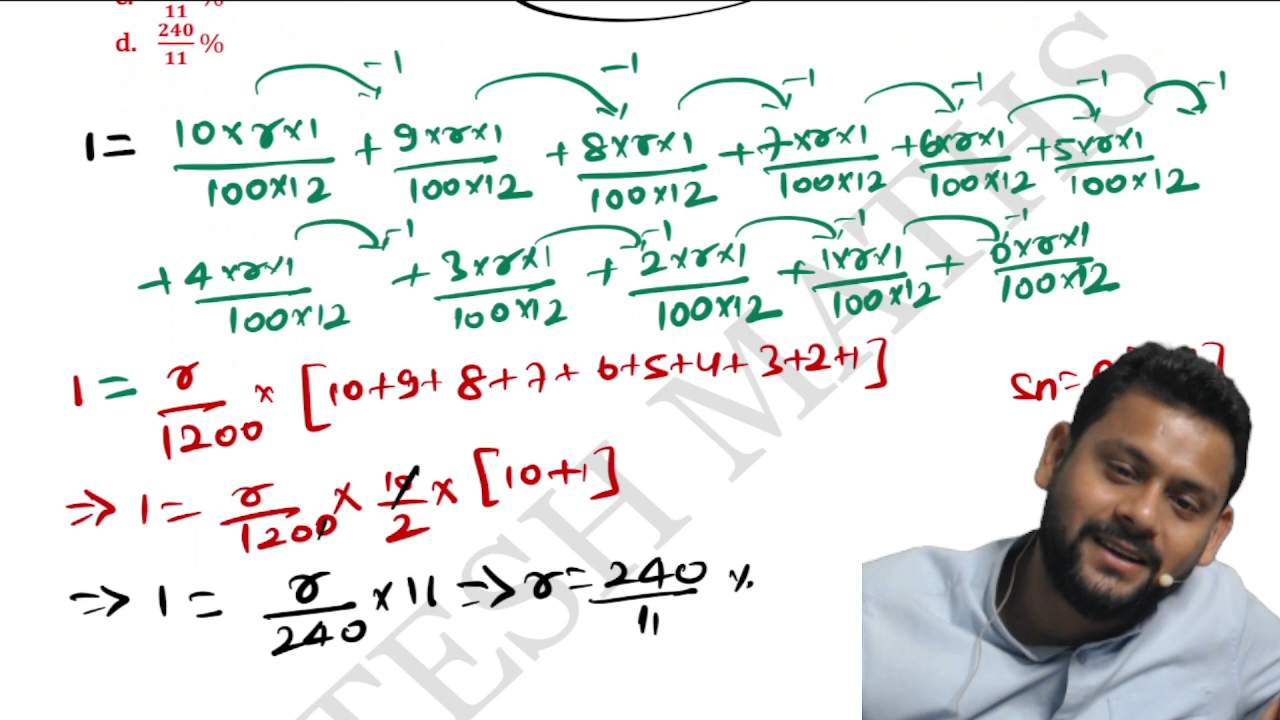 11
d. 240/11 %
-1 -1 -1 -1 -1 -1
1 = 10×r×1/100×12 + 9×r×1/100×12 + 8×r×1/100×12 + 7×r×1/100×12 + 6×r×1/100×12 + 5×r×1/100×12
-1 -1 -1 -1
+ 4×r×1/100×12 + 3×r×1/100×12 + 2×r×1/100×12 + 1×r×1/100×12 + 0×r×1/100×12
1 = r/1200 × [10+9+8+7+6+5+4+3+2+1]
Sn=
⇒ 1 = r/1200 × 10/2 × [10+1]
⇒ 1 = r/240 × 11 ⇒ r = 240/11 %
TESH MATHS